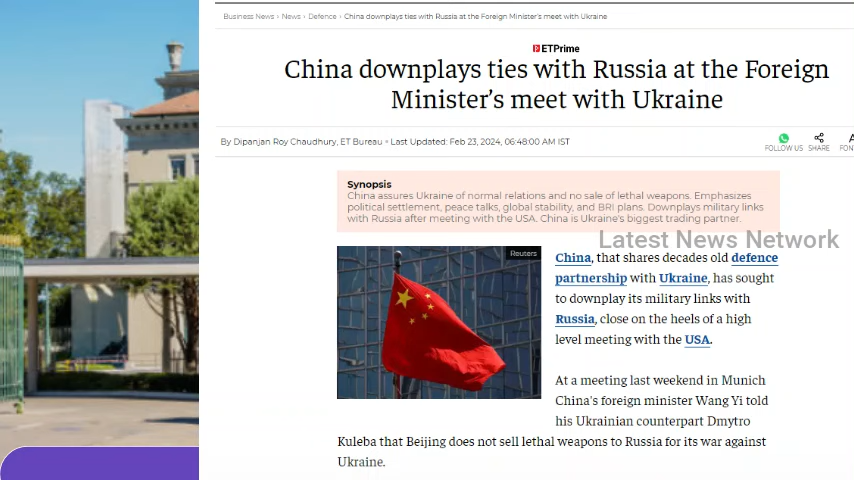 Business News › News › Defence › China downplays ties with Russia at the Foreign Minister's meet with Ukraine
ETPrime
China downplays ties with Russia at the Foreign
Minister's meet with Ukraine
By Dipanjan Roy Chaudhury, ET Bureau • Last Updated: Feb 23, 2024, 06:48:00 AM IST
FOLLOW US SHARE FON
Synopsis
China assures Ukraine of normal relations and no sale of lethal weapons. Emphasizes
political settlement, peace talks, global stability, and BRI plans. Downplays military links
with Russia after meeting with the USA. China is Ukraine's biggest trading partner.
Latest News Network
Reuters
China, that shares decades old defence
partnership with Ukraine, has sought
to downplay its military links with
Russia, close on the heels of a high
level meeting with the USA.
At a meeting last weekend in Munich
China's foreign minister Wang Yi told
his Ukrainian counterpart Dmytro
Kuleba that Beijing does not sell lethal weapons to Russia for its war against
Ukraine.